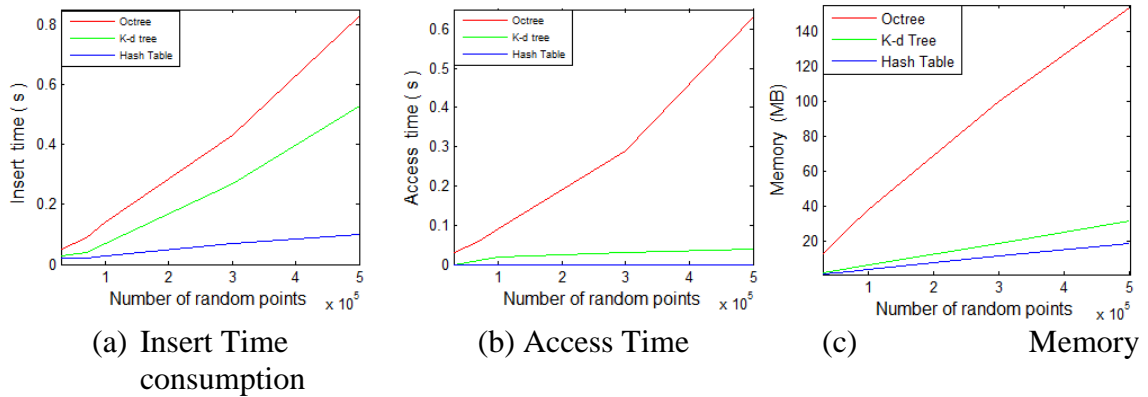 Insert time ( s )
0.8
0.6
0.4
0.2
0
Octree
K-d tree
Hash Table
1 2 3 4 5
Number of random points
x 10^5
(a) Insert Time
consumption
Access time ( s )
0.6
0.5
0.4
0.3
0.2
0.1
0
Octree
K-d tree
Hash Table
1 2 3 4 5
Number of random points
x 10^5
(b) Access Time
Memory (MB)
140
120
100
80
60
40
20
Octree
K-d Tree
Hash Table
1 2 3 4 5
Number of random points
x 10^5
(c) Memory